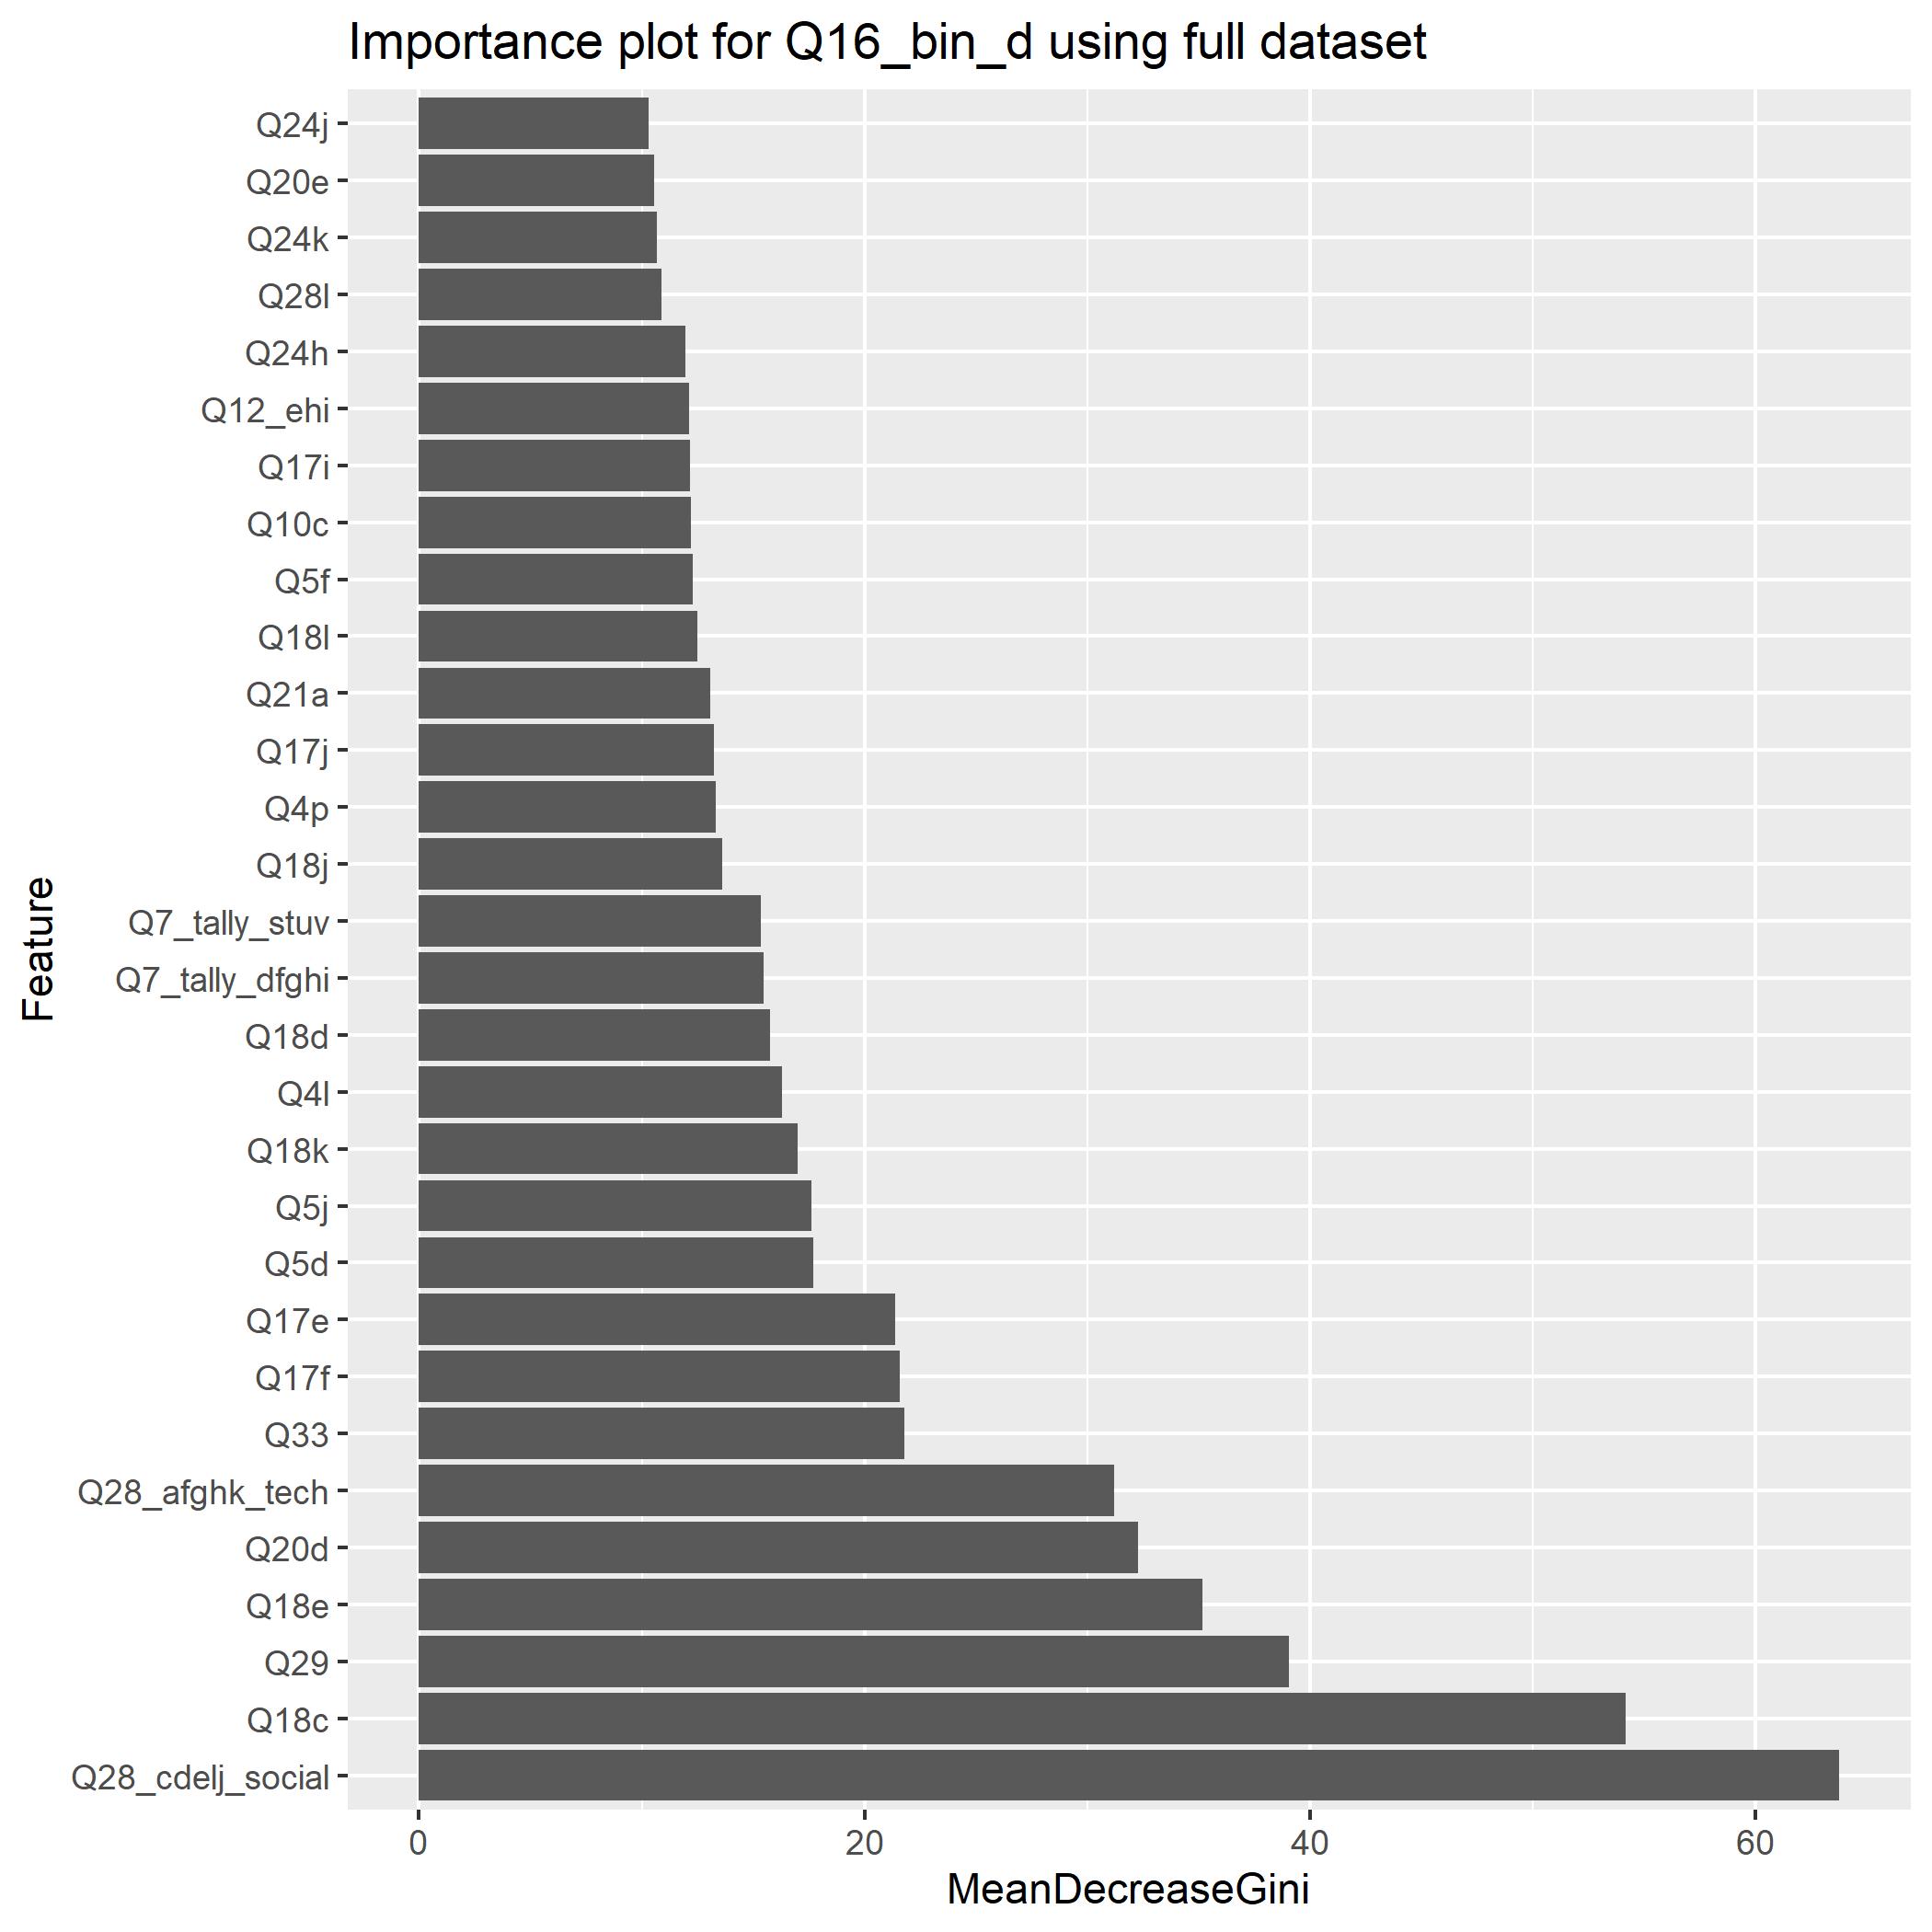 Importance plot for Q16_bin_d using full dataset
Q24j
Q20e
Q24k
Q28l
Q24h
Q12_ehi
Q17i
Q10c
Q5f
Q18l
Q21a
Q17j
Q4p
Q18j
Q7_tally_stuv
Q7_tally_dfghi
Q18d
Q4l
Q18k
Q5j
Q5d
Q17e
Q17f
Q33
Q28_afghk_tech
Q20d
Q18e
Q29
Q18c
Q28_cdelj_social
Feature
0 20 40 60
MeanDecreaseGini